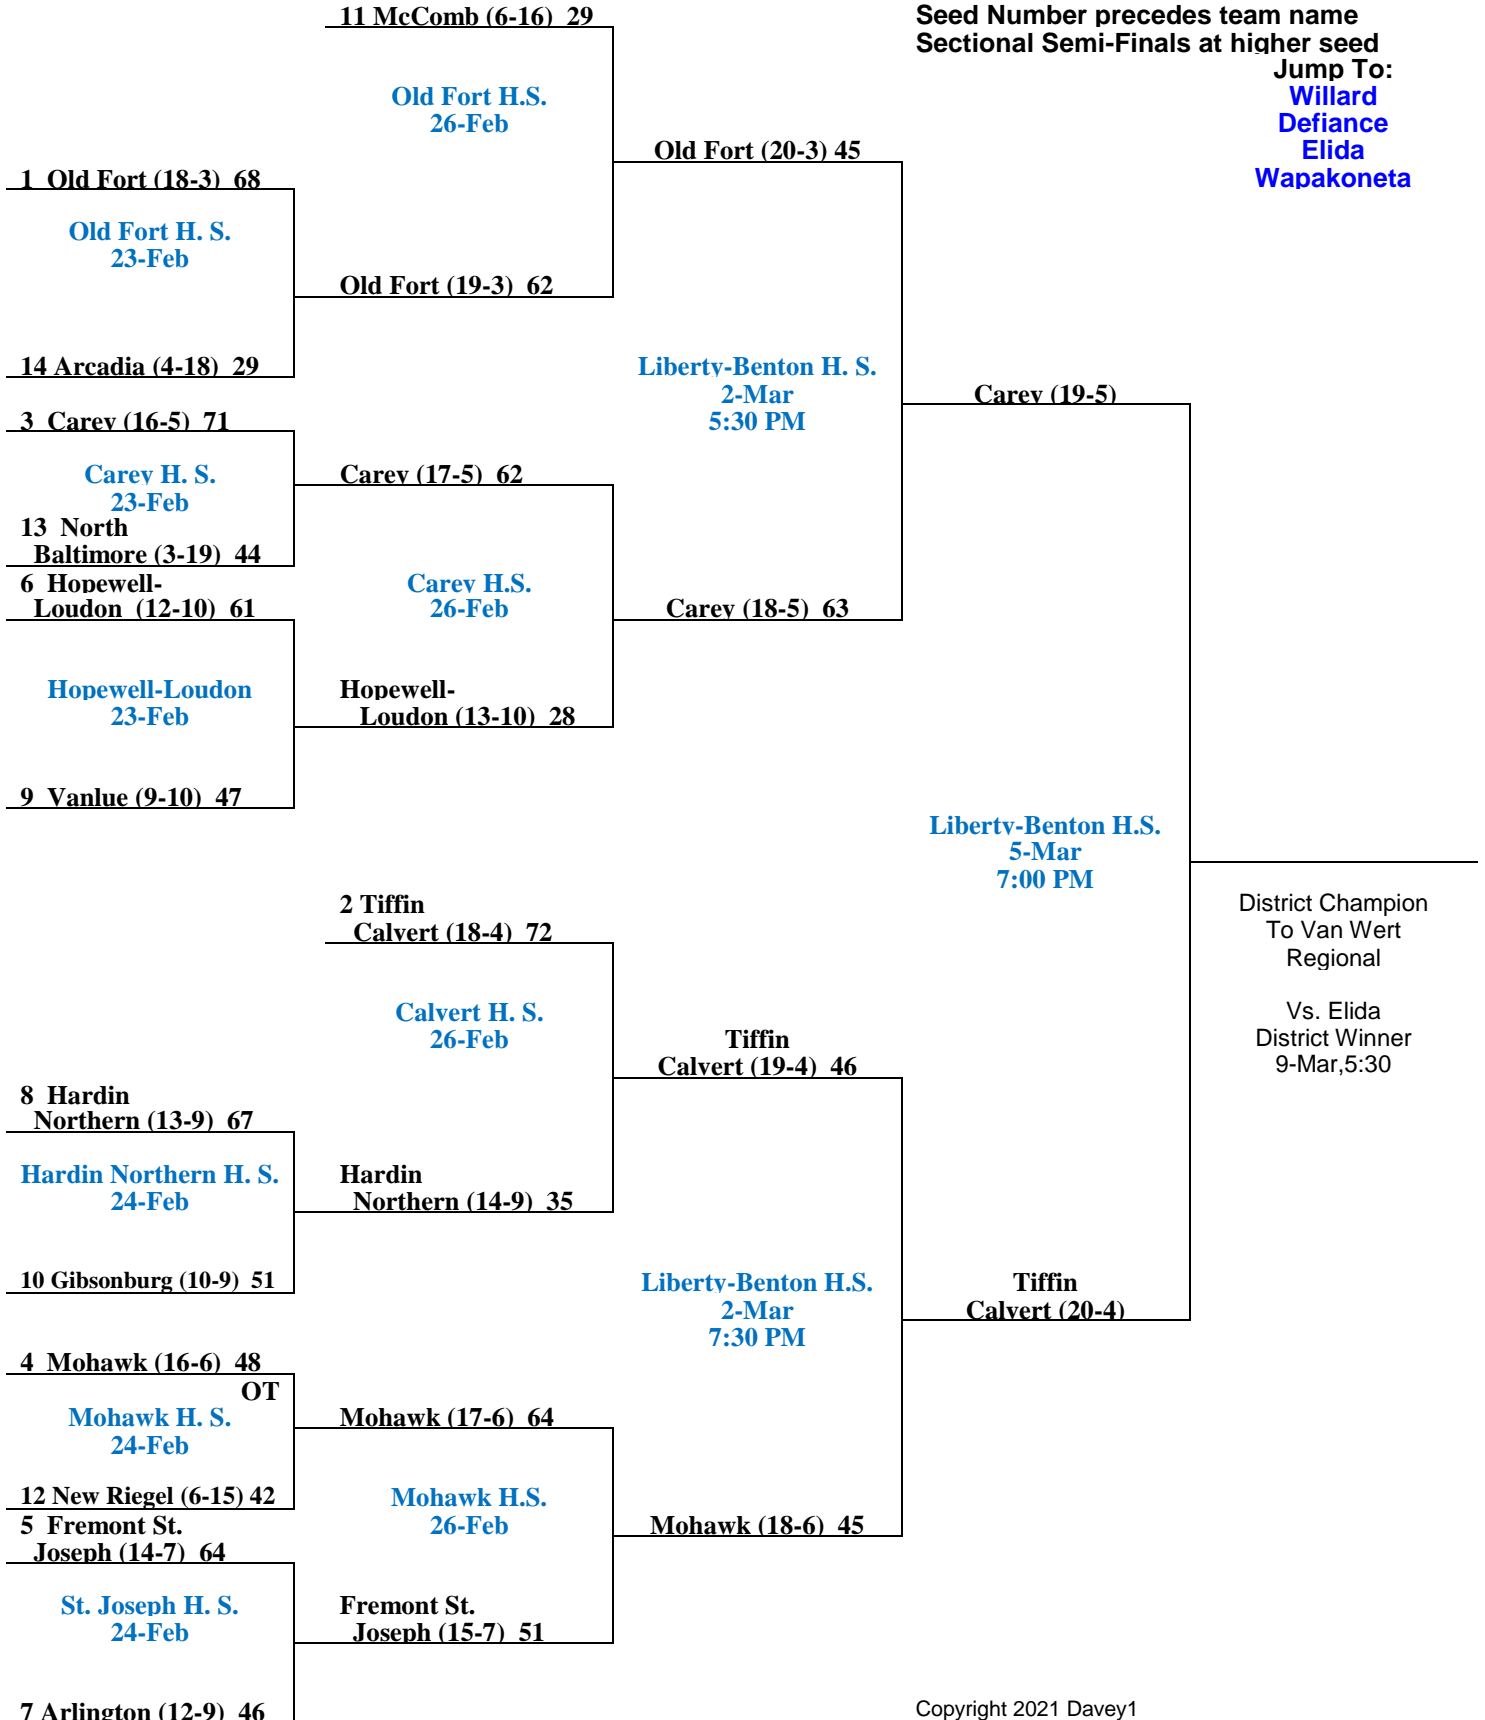 11 McComb (6-16) 29
Seed Number precedes team name
Sectional Semi-Finals at higher seed
Jump To:
Willard
Defiance
Elida
Wapakoneta
Old Fort H.S.
26-Feb
Old Fort (20-3) 45
1 Old Fort (18-3) 68
Old Fort H. S.
23-Feb
Old Fort (19-3) 62
14 Arcadia (4-18) 29
Liberty-Benton H. S.
2-Mar
5:30 PM
Carey (19-5)
3 Carey (16-5) 71
Carey H. S.
23-Feb
Carey (17-5) 62
13 North
Baltimore (3-19) 44
6 Hopewell-
Loudon (12-10) 61
Carey H.S.
26-Feb
Carey (18-5) 63
Hopewell-Loudon
23-Feb
Hopewell-
Loudon (13-10) 28
9 Vanlue (9-10) 47
Liberty-Benton H.S.
5-Mar
7:00 PM
2 Tiffin
Calvert (18-4) 72
District Champion
To Van Wert
Regional
Vs. Elida
District Winner
9-Mar,5:30
Calvert H. S.
26-Feb
Tiffin
Calvert (19-4) 46
8 Hardin
Northern (13-9) 67
Hardin Northern H. S.
24-Feb
Hardin
Northern (14-9) 35
10 Gibsonburg (10-9) 51
Liberty-Benton H.S.
2-Mar
7:30 PM
Tiffin
Calvert (20-4)
4 Mohawk (16-6) 48
OT
Mohawk H. S.
24-Feb
Mohawk (17-6) 64
12 New Riegel (6-15) 42
5 Fremont St.
Joseph (14-7) 64
Mohawk H.S.
26-Feb
Mohawk (18-6) 45
St. Joseph H. S.
24-Feb
Fremont St.
Joseph (15-7) 51
7 Arlington (12-9) 46
Copyright 2021 Davey1